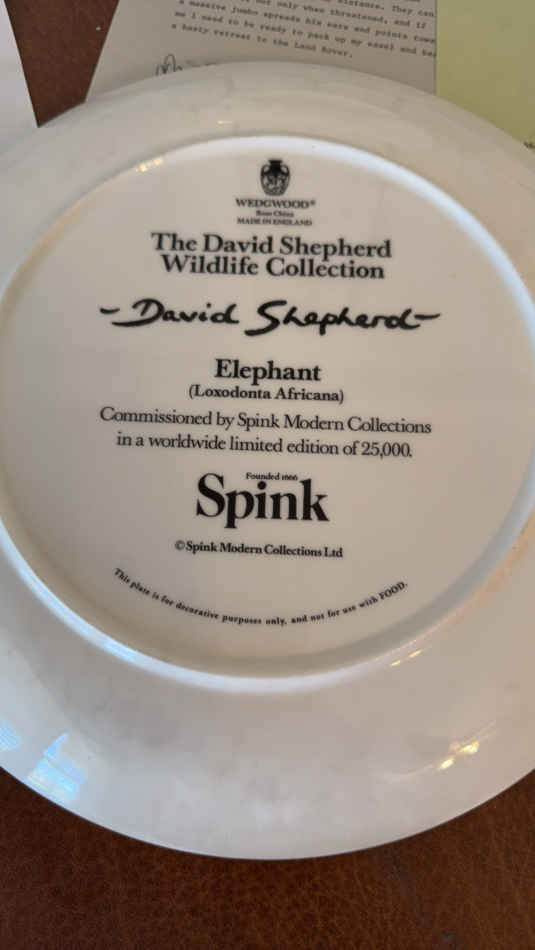 distance. They can
not only when threatened, and if
a massive jumbo spreads his ears and points
me I need to be ready to pack up my easel and
a hasty retreat to the Land Rover.
WEDGWOOD®
Bone China
MADE IN ENGLAND
The David Shepherd
Wildlife Collection
- David Shepherd -
Elephant
(Loxodonta Africana)
Commissioned by Spink Modern Collections
in a worldwide limited edition of 25,000.
Founded 1666
Spink
© Spink Modern Collections Ltd
This plate is for decorative purposes only, and not for use with FOOD.